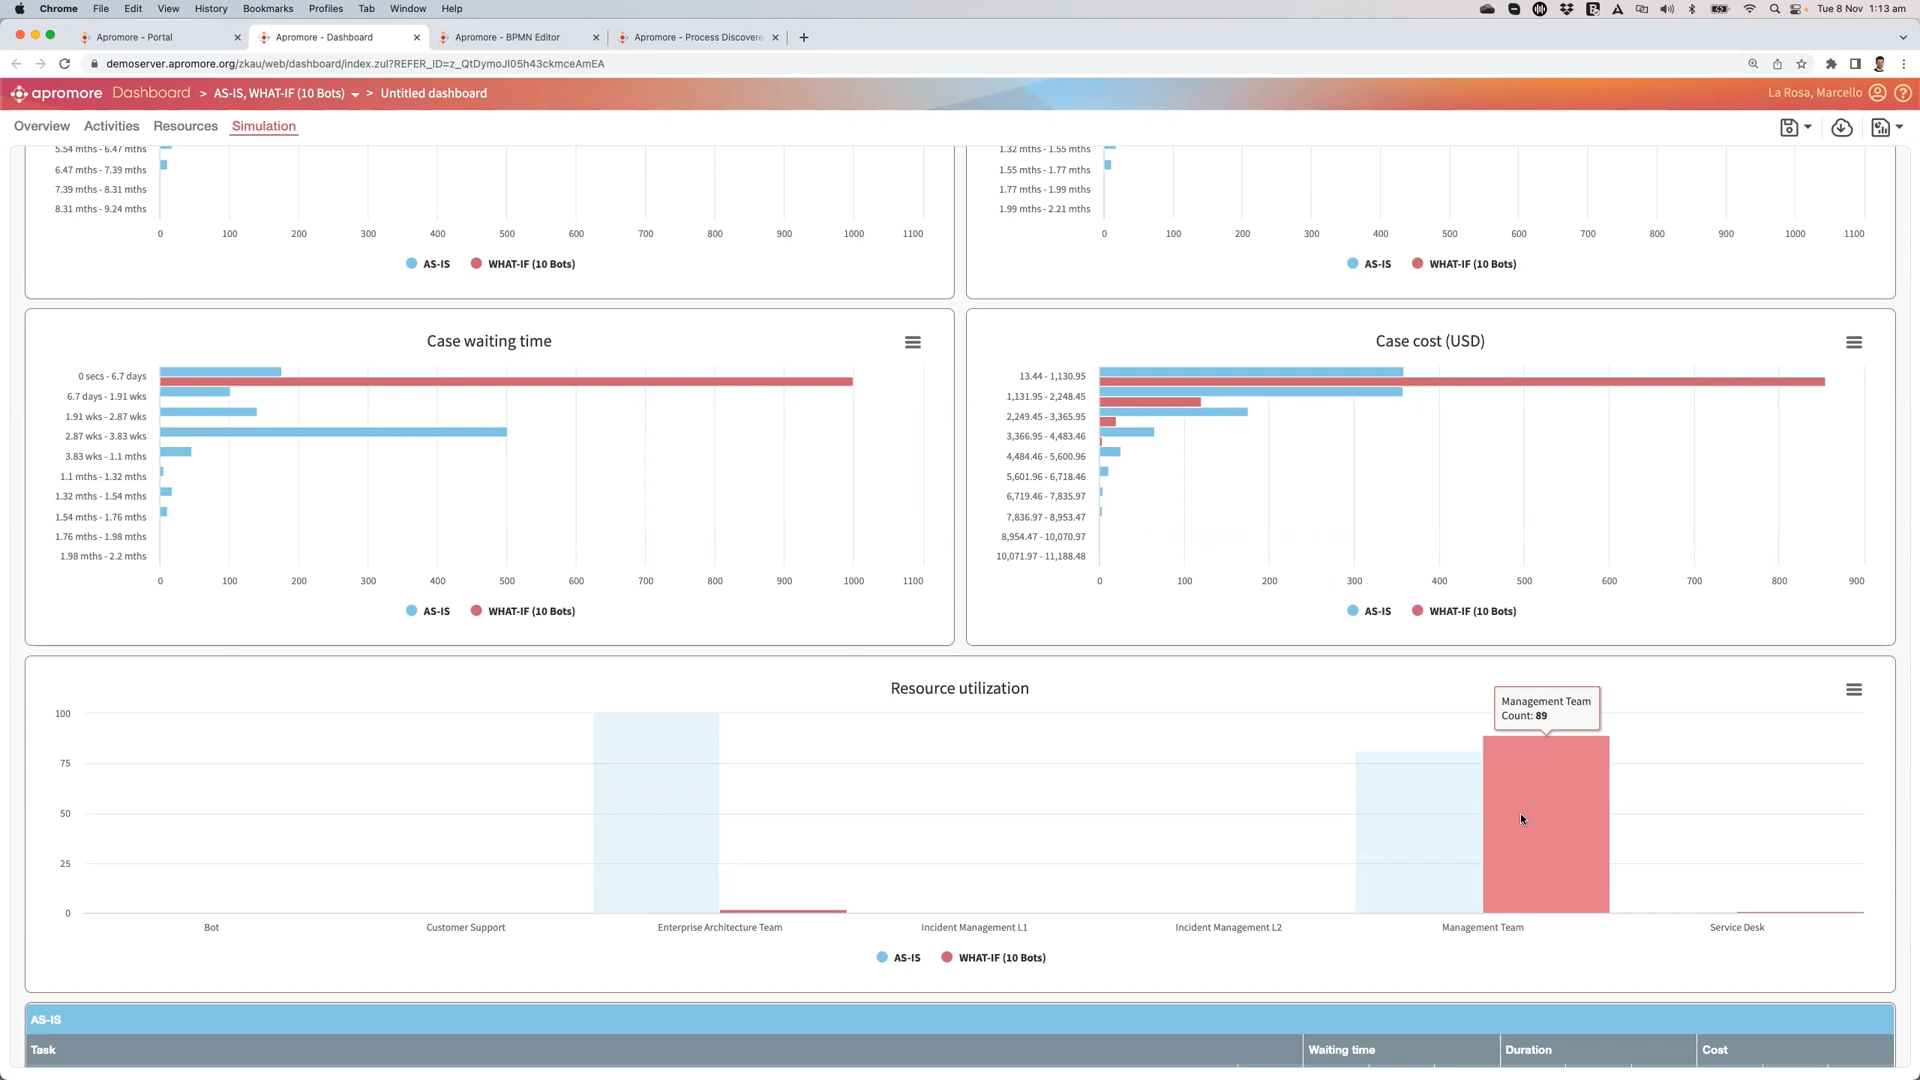 Chrome File Edit View History Bookmarks Profiles Tab Window Help Tue 8 Nov 1:13 am
Apromore - Portal Apromore - Dashboard Apromore - BPMN Editor Apromore - Process Discovere
demoserver.apromore.org/zkau/web/dashboard/index.zul?REFER_ID=z_QtDymoJl05h43ckmceAmEA
apromore Dashboard > AS-IS, WHAT-IF (10 Bots) > Untitled dashboard La Rosa, Marcello
Overview Activities Resources Simulation
5.54 mths - 6.47 mths
6.47 mths - 7.39 mths
7.39 mths - 8.31 mths
8.31 mths - 9.24 mths
0 100 200 300 400 500 600 700 800 900 1000 1100
AS-IS WHAT-IF (10 Bots)
1.32 mths - 1.55 mths
1.55 mths - 1.77 mths
1.77 mths - 1.99 mths
1.99 mths - 2.21 mths
0 100 200 300 400 500 600 700 800 900 1000 1100
AS-IS WHAT-IF (10 Bots)
Case waiting time
0 secs - 6.7 days
6.7 days - 1.91 wks
1.91 wks - 2.87 wks
2.87 wks - 3.83 wks
3.83 wks - 1.1 mths
1.1 mths - 1.32 mths
1.32 mths - 1.54 mths
1.54 mths - 1.76 mths
1.76 mths - 1.98 mths
1.98 mths - 2.2 mths
0 100 200 300 400 500 600 700 800 900 1000 1100
AS-IS WHAT-IF (10 Bots)
Case cost (USD)
13.44 - 1,130.95
1,131.95 - 2,248.45
2,249.45 - 3,365.95
3,366.95 - 4,483.46
4,484.46 - 5,600.96
5,601.96 - 6,718.46
6,719.46 - 7,835.97
7,836.97 - 8,953.47
8,954.47 - 10,070.97
10,071.97 - 11,188.48
0 100 200 300 400 500 600 700 800 900
AS-IS WHAT-IF (10 Bots)
Resource utilization
Management Team
Count: 89
100
75
50
25
0
Bot Customer Support Enterprise Architecture Team Incident Management L1 Incident Management L2 Management Team Service Desk
AS-IS WHAT-IF (10 Bots)
AS-IS
Task Waiting time Duration Cost